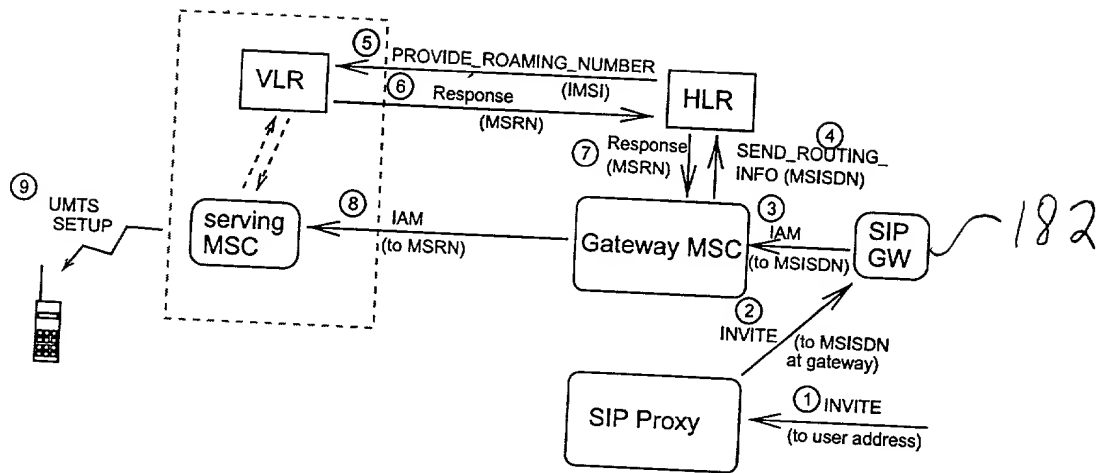 ⑤
PROVIDE_ROAMING_NUMBER
(IMSI)
VLR
⑥ Response
(MSRN)
HLR
④
⑦ Response
(MSRN)
SEND_ROUTING_
INFO (MSISDN)
⑨
UMTS
SETUP
serving
MSC
⑧
IAM
(to MSRN)
Gateway MSC
③
IAM
(to MSISDN)
SIP
GW
182
②
INVITE
(to MSISDN
at gateway)
SIP Proxy
① INVITE
(to user address)